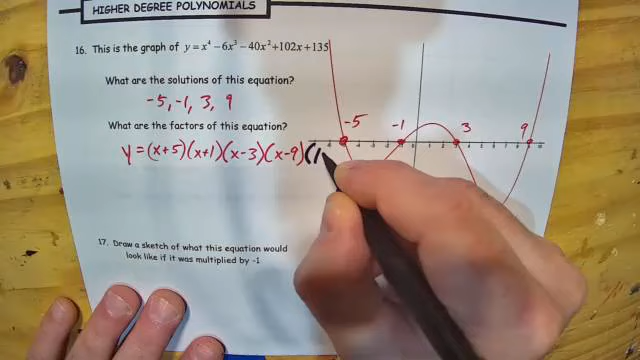 HIGHER DEGREE POLYNOMIALS
16. This is the graph of y = x⁴ − 6x³ − 40x² + 102x + 135
What are the solutions of this equation?
-5, -1, 3, 9
What are the factors of this equation?
y = (x+5)(x+1)(x-3)(x-9)(1
-5
-1
3
9
17. Draw a sketch of what this equation would
look like if it was multiplied by -1